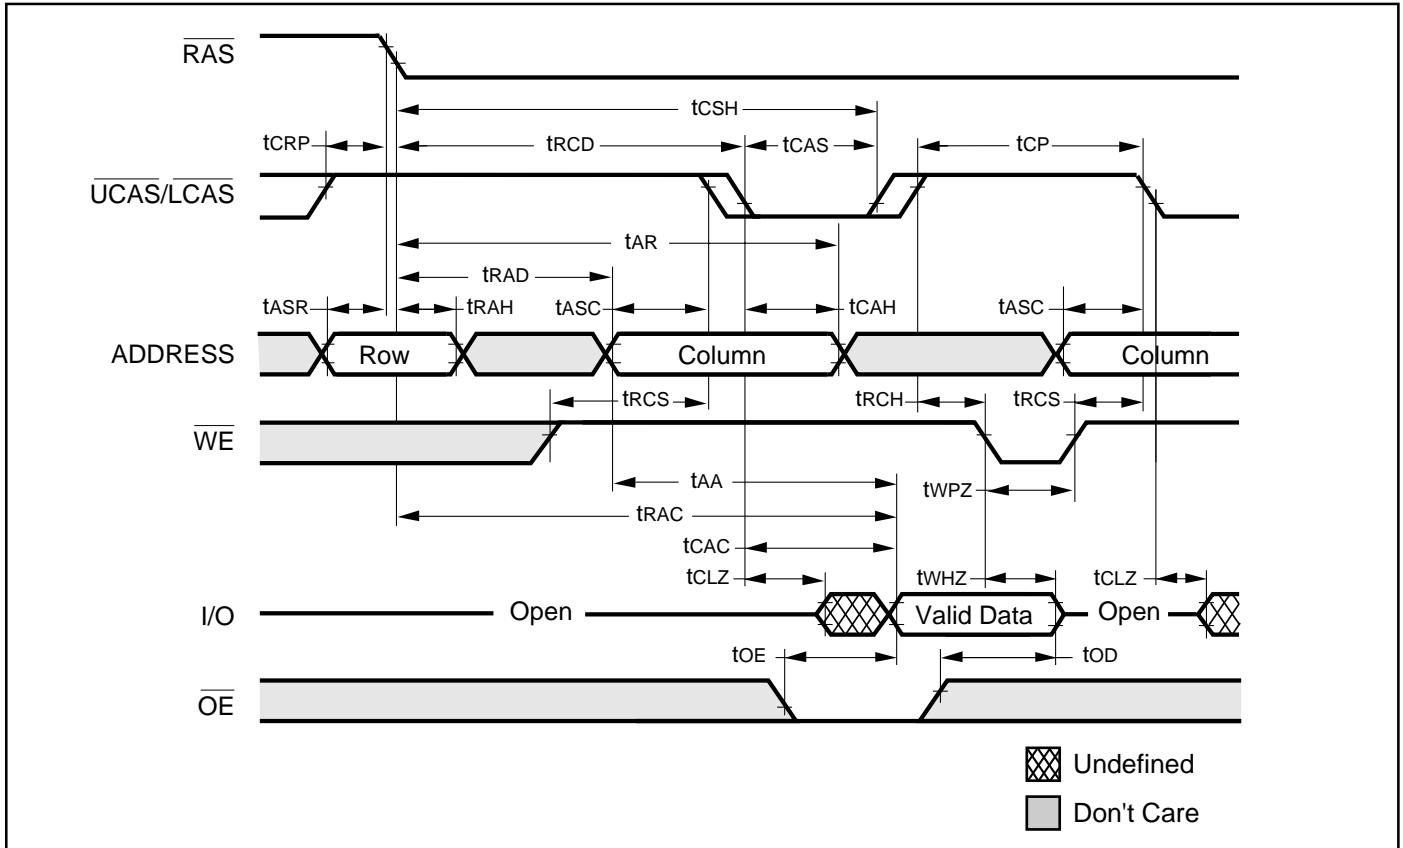 RAS
tCSH
tCRP
tRCD
tCAS
tCP
UCAS/LCAS
tAR
tRAD
tASR
tRAH
tASC
tCAH
tASC
ADDRESS
Row
Column
Column
tRCS
tRCH
tRCS
WE
tAA
tWPZ
tRAC
tCAC
tCLZ
tWHZ
tCLZ
I/O
Open
Valid Data
Open
tOE
tOD
OE
Undefined
Don't Care